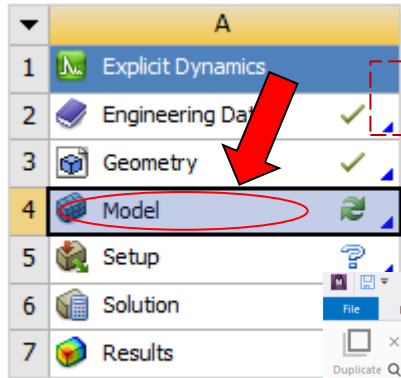 A
1 Explicit Dynamics
2 Engineering Dat
3 Geometry
4 Model
5 Setup
6 Solution
7 Results
M
File
Duplicate